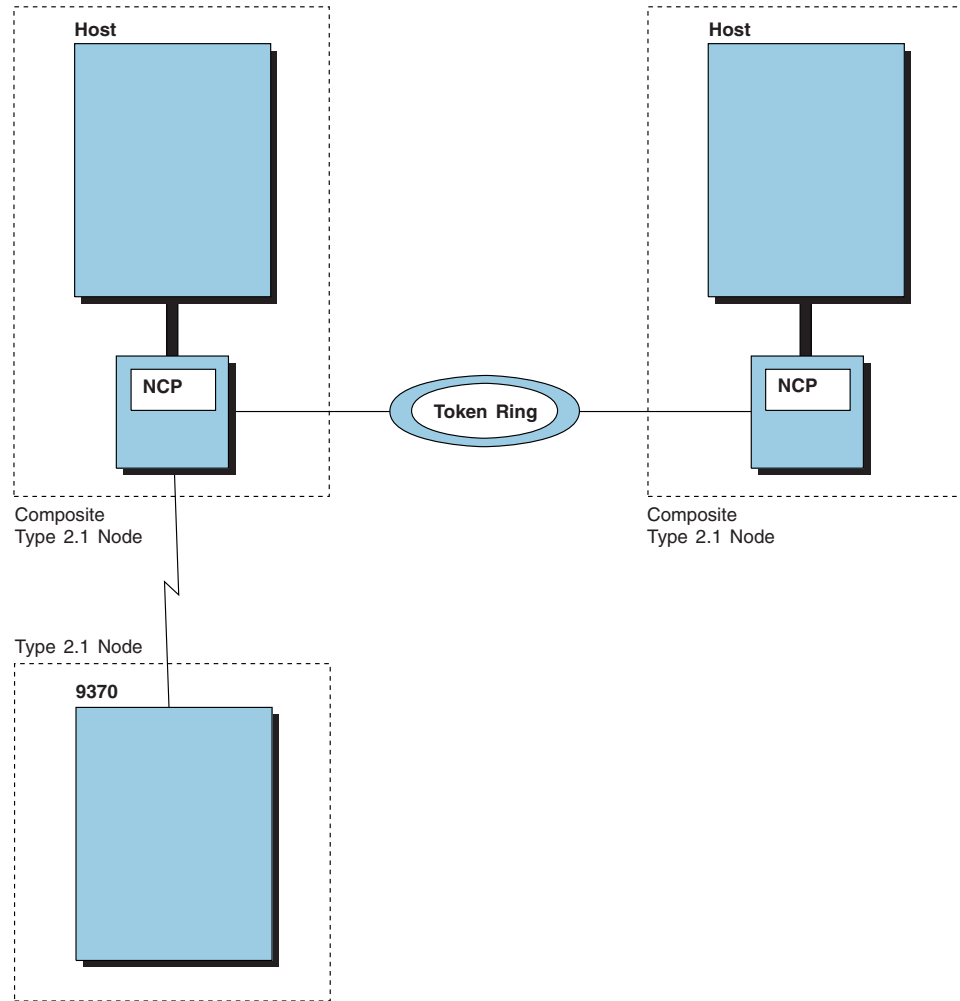 Host
Host
NCP
Token Ring
NCP
Composite
Type 2.1 Node
Composite
Type 2.1 Node
Type 2.1 Node
9370